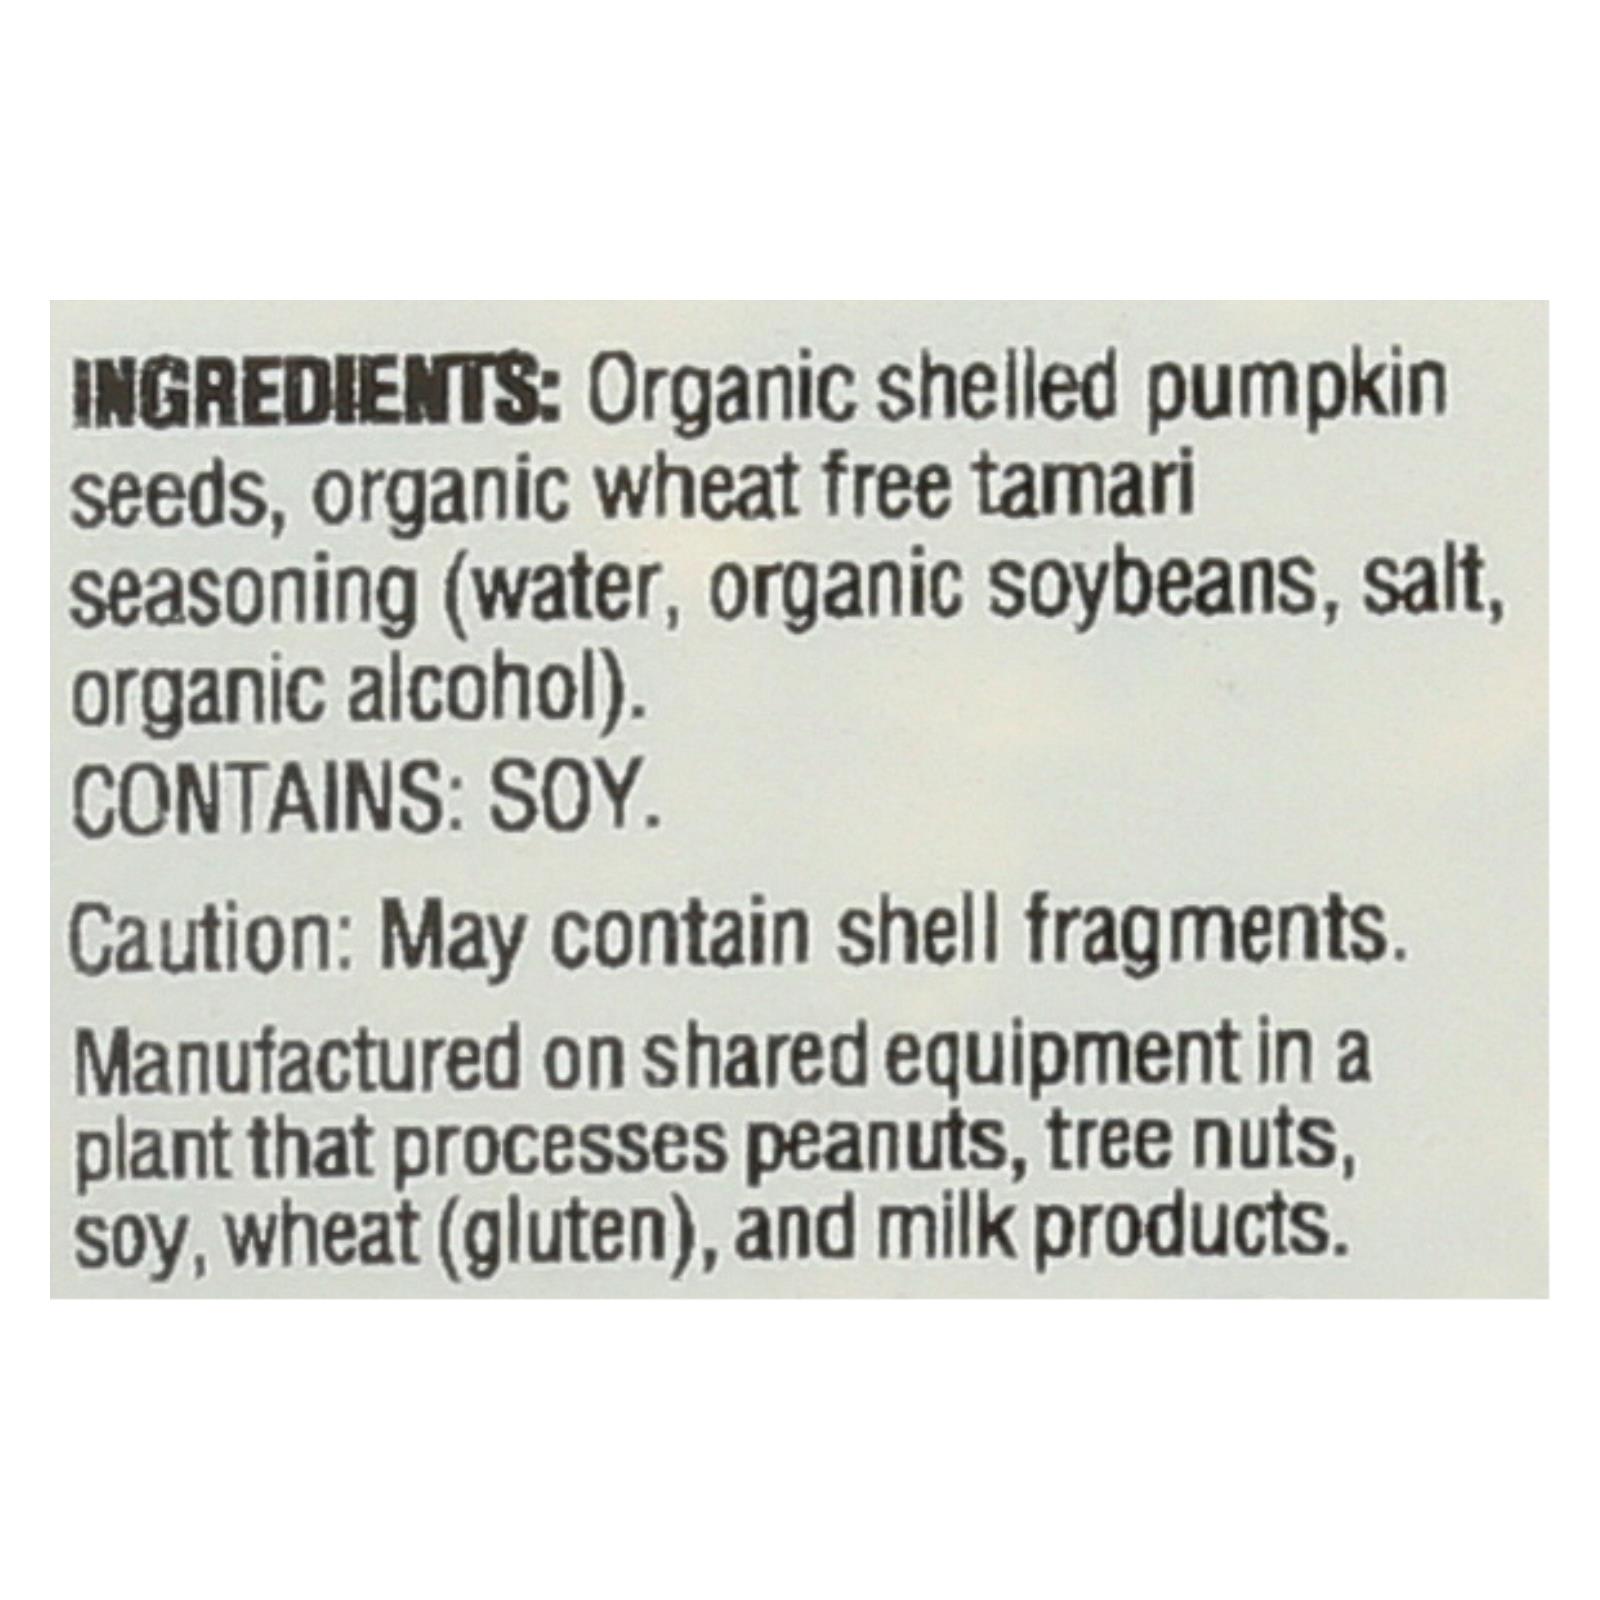 INGREDIENTS: Organic shelled pumpkin
seeds, organic wheat free tamari
seasoning (water, organic soybeans, salt,
organic alcohol).
CONTAINS: SOY.
Caution: May contain shell fragments.
Manufactured on shared equipment in a
plant that processes peanuts, tree nuts,
soy, wheat (gluten), and milk products.